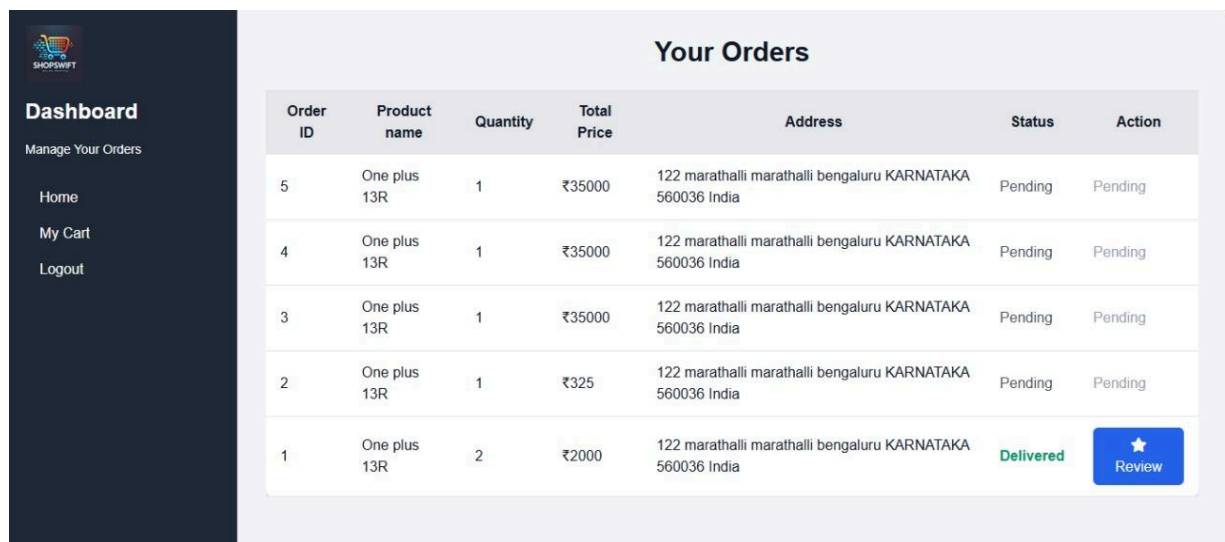 SHOPSWIFT
Dashboard
Manage Your Orders
Home
My Cart
Logout
Your Orders
Order ID Product name Quantity Total Price Address Status Action
5 One plus 13R 1 ₹35000 122 marathalli marathalli bengaluru KARNATAKA 560036 India Pending Pending
4 One plus 13R 1 ₹35000 122 marathalli marathalli bengaluru KARNATAKA 560036 India Pending Pending
3 One plus 13R 1 ₹35000 122 marathalli marathalli bengaluru KARNATAKA 560036 India Pending Pending
2 One plus 13R 1 ₹325 122 marathalli marathalli bengaluru KARNATAKA 560036 India Pending Pending
1 One plus 13R 2 ₹2000 122 marathalli marathalli bengaluru KARNATAKA 560036 India Delivered Review